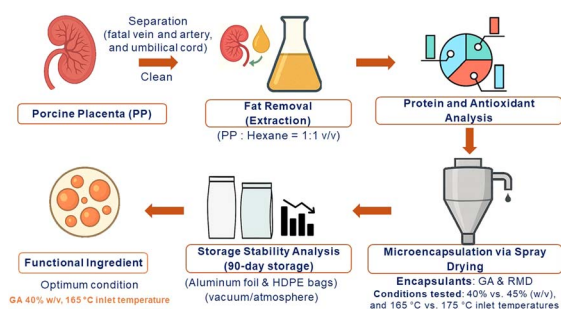 Separation
(fatal vein and artery,
and umbilical cord)
Clean
Porcine Placenta (PP)
Fat Removal
(Extraction)
(PP : Hexane = 1:1 v/v)
Protein and Antioxidant
Analysis
Microencapsulation via Spray
Drying
Encapsulants: GA & RMD
Conditions tested: 40% vs. 45% (w/v),
and 165 °C vs. 175 °C inlet temperatures
Storage Stability Analysis
(90-day storage)
(Aluminum foil & HDPE bags)
(vacuum/atmosphere)
Functional Ingredient
Optimum condition
GA 40% w/v, 165 °C inlet temperature